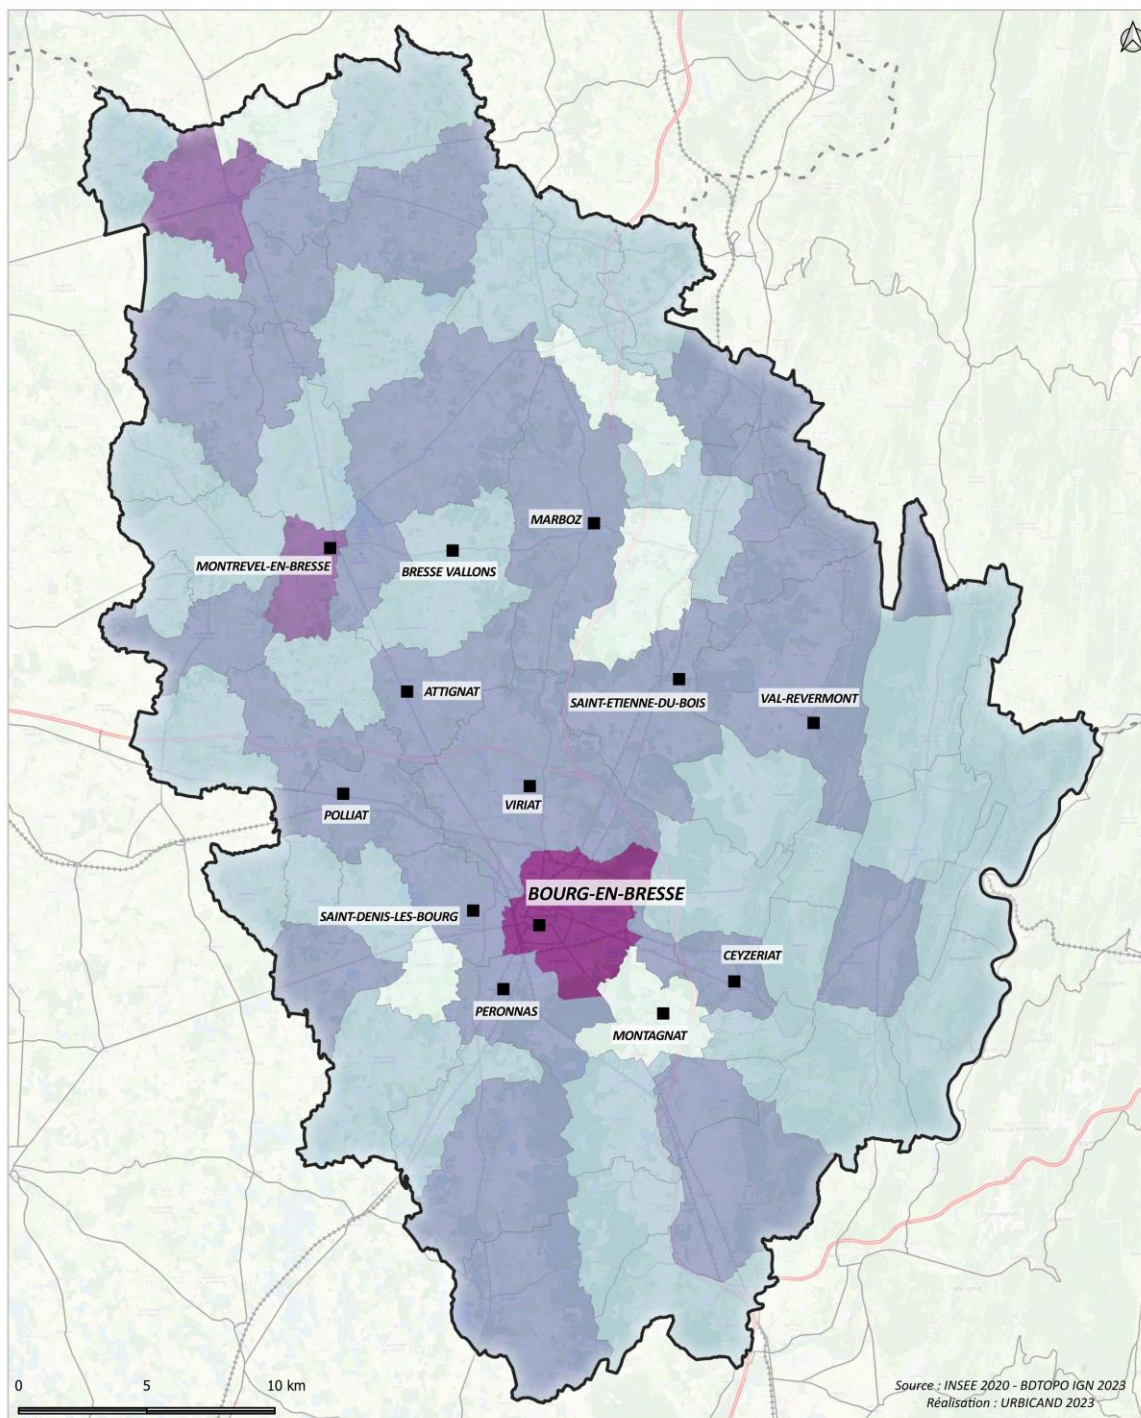 MARBOZ
MONTREVEL-EN-BRESSE
BRESSE VALLONS
ATTIGNAT
SAINT-ETIENNE-DU-BOIS
VAL-REVERMONT
POLLIAT
VIRIAT
BOURG-EN-BRESSE
SAINT-DENIS-LES-BOURG
CEYZERIAT
PERONNAS
MONTAGNAT
0 5 10 km
Source : INSEE 2020 - BDTOPO IGN 2023
Réalisation : URBICAND 2023